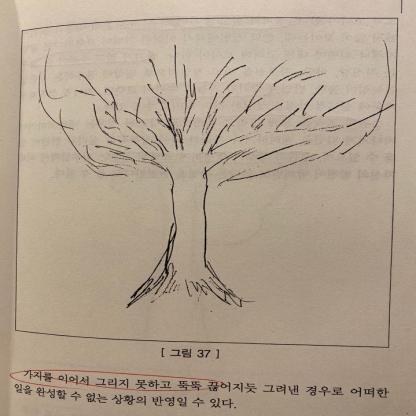 [ 그림 37 ]
가지를 이어서 그리지 못하고 뚝뚝 끊어지듯 그려낸 경우로 어떠한
일을 완성할 수 없는 상황의 반영일 수 있다.